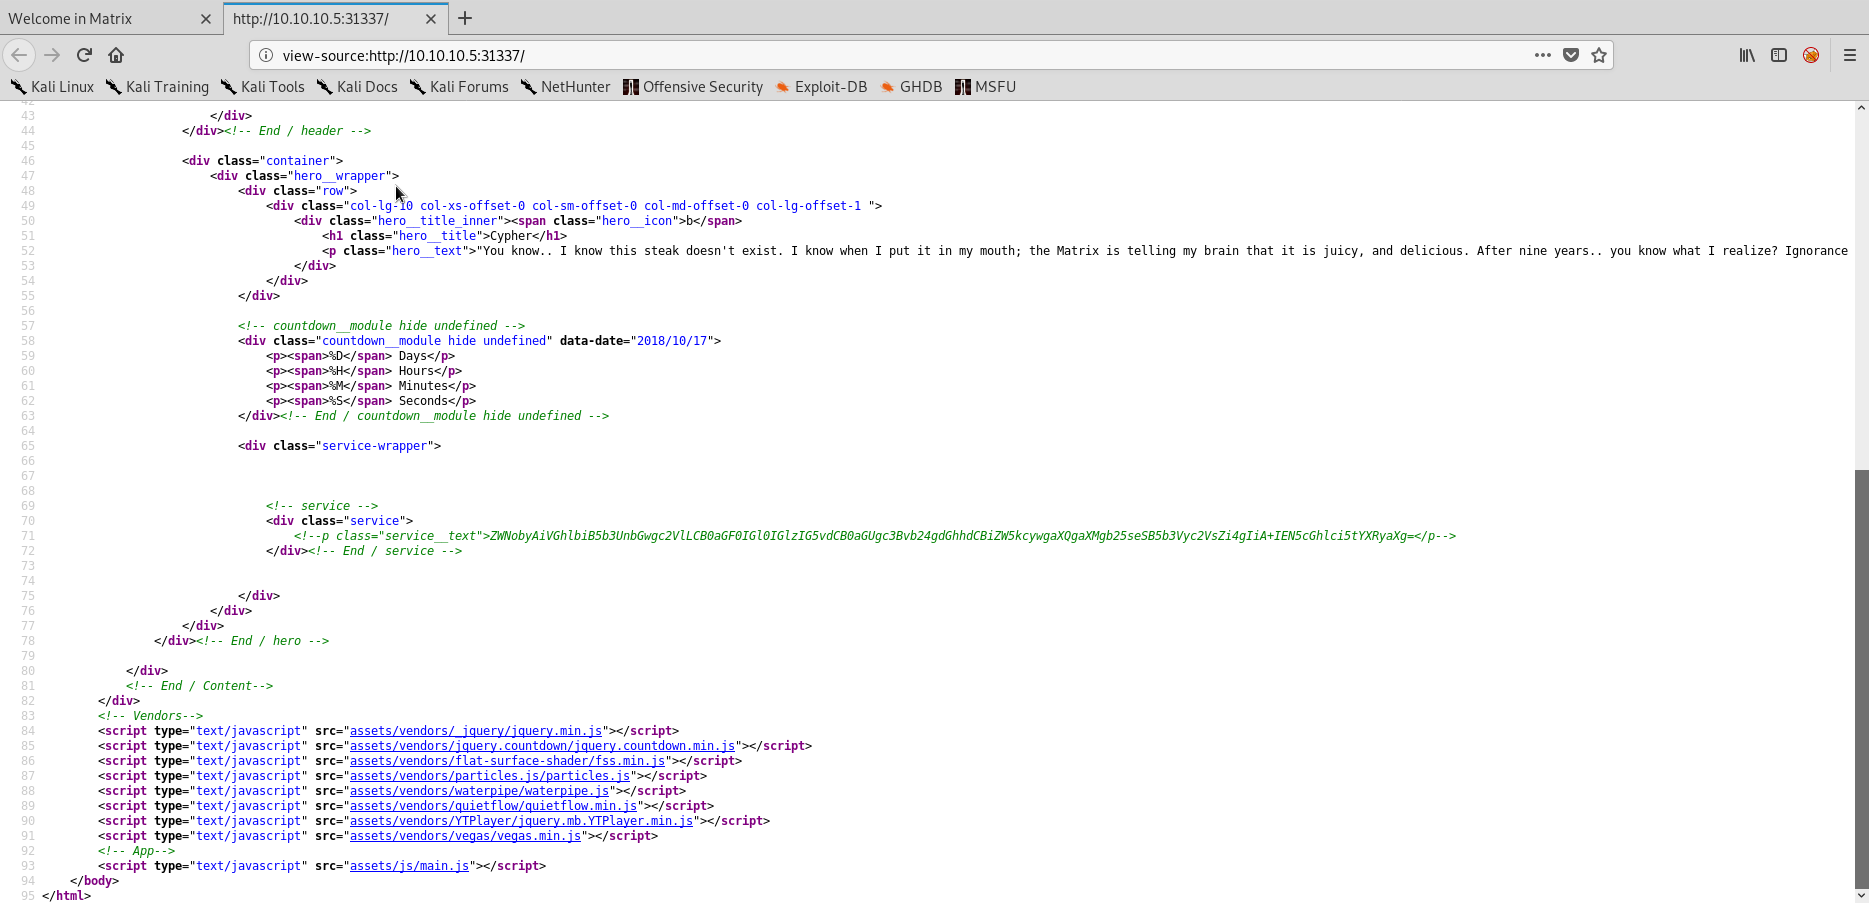 Welcome in Matrix
http://10.10.10.5:31337/
view-source:http://10.10.10.5:31337/
Kali Linux Kali Training Kali Tools Kali Docs Kali Forums NetHunter Offensive Security Exploit-DB GHDB MSFU
42
43 </div>
44 </div><!-- End / header -->
45
46 <div class="container">
47 <div class="hero__wrapper">
48 <div class="row">
49 <div class="col-lg-10 col-xs-offset-0 col-sm-offset-0 col-md-offset-0 col-lg-offset-1 ">
50 <div class="hero__title_inner"><span class="hero__icon">b</span>
51 <h1 class="hero__title">Cypher</h1>
52 <p class="hero__text">"You know.. I know this steak doesn't exist. I know when I put it in my mouth; the Matrix is telling my brain that it is juicy, and delicious. After nine years.. you know what I realize? Ignorance
53 </div>
54 </div>
55 </div>
56
57 <!-- countdown__module hide undefined -->
58 <div class="countdown__module hide undefined" data-date="2018/10/17">
59 <p><span>%D</span> Days</p>
60 <p><span>%H</span> Hours</p>
61 <p><span>%M</span> Minutes</p>
62 <p><span>%S</span> Seconds</p>
63 </div><!-- End / countdown__module hide undefined -->
64
65 <div class="service-wrapper">
66
67
68
69 <!-- service -->
70 <div class="service">
71 <!--p class="service__text">ZWNobyAiVGhlbiB5b3UnbGwgc2VlLCB0aGF0IGl0IGlzIG5vdCB0aGUgc3Bvb24gdGhhdCBiZW5kcywgaXQgaXMgb25seSB5b3Vyc2VsZi4gIiA+IEN5cGhlci5tYXRyaXg=</p-->
72 </div><!-- End / service -->
73
74
75 </div>
76 </div>
77 </div>
78 </div><!-- End / hero -->
79
80 </div>
81 <!-- End / Content-->
82 </div>
83 <!-- Vendors-->
84 <script type="text/javascript" src="assets/vendors/_jquery/jquery.min.js"></script>
85 <script type="text/javascript" src="assets/vendors/jquery.countdown/jquery.countdown.min.js"></script>
86 <script type="text/javascript" src="assets/vendors/flat-surface-shader/fss.min.js"></script>
87 <script type="text/javascript" src="assets/vendors/particles.js/particles.js"></script>
88 <script type="text/javascript" src="assets/vendors/waterpipe/waterpipe.js"></script>
89 <script type="text/javascript" src="assets/vendors/quietflow/quietflow.min.js"></script>
90 <script type="text/javascript" src="assets/vendors/YTPlayer/jquery.mb.YTPlayer.min.js"></script>
91 <script type="text/javascript" src="assets/vendors/vegas/vegas.min.js"></script>
92 <!-- App-->
93 <script type="text/javascript" src="assets/js/main.js"></script>
94 </body>
95 </html>